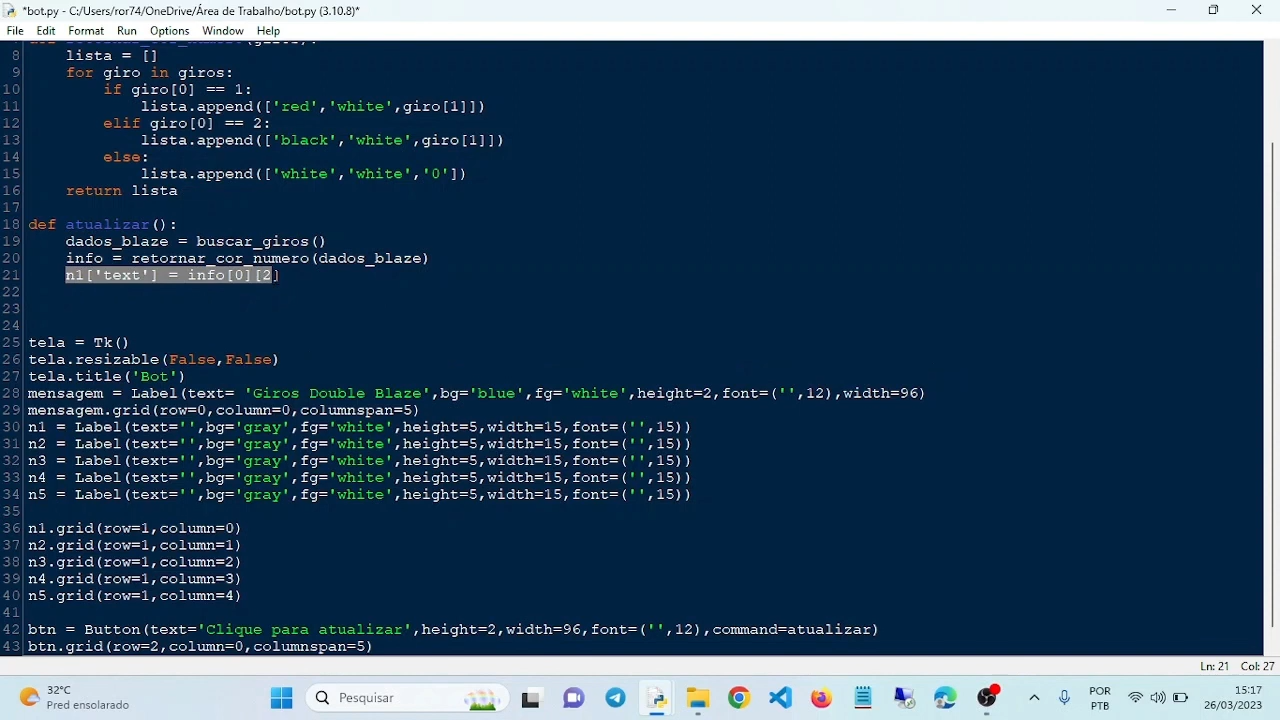 *bot.py - C:/Users/ror74/OneDrive/Área de Trabalho/bot.py (3.10.8)*
File Edit Format Run Options Window Help
8 lista = []
9 for giro in giros:
10 if giro[0] == 1:
11 lista.append(['red','white',giro[1]])
12 elif giro[0] == 2:
13 lista.append(['black','white',giro[1]])
14 else:
15 lista.append(['white','white','0'])
16 return lista
17
18 def atualizar():
19 dados_blaze = buscar_giros()
20 info = retornar_cor_numero(dados_blaze)
21 n1['text'] = info[0][2]
22
23
24
25 tela = Tk()
26 tela.resizable(False,False)
27 tela.title('Bot')
28 mensagem = Label(text= 'Giros Double Blaze',bg='blue',fg='white',height=2,font=('',12),width=96)
29 mensagem.grid(row=0,column=0,columnspan=5)
30 n1 = Label(text='',bg='gray',fg='white',height=5,width=15,font=('',15))
31 n2 = Label(text='',bg='gray',fg='white',height=5,width=15,font=('',15))
32 n3 = Label(text='',bg='gray',fg='white',height=5,width=15,font=('',15))
33 n4 = Label(text='',bg='gray',fg='white',height=5,width=15,font=('',15))
34 n5 = Label(text='',bg='gray',fg='white',height=5,width=15,font=('',15))
35
36 n1.grid(row=1,column=0)
37 n2.grid(row=1,column=1)
38 n3.grid(row=1,column=2)
39 n4.grid(row=1,column=3)
40 n5.grid(row=1,column=4)
41
42 btn = Button(text='Clique para atualizar',height=2,width=96,font=('',12),command=atualizar)
43 btn.grid(row=2,column=0,columnspan=5)
Ln: 21 Col: 27
32°C
Pred ensolarado
Pesquisar
POR
PTB
15:17
26/03/2023